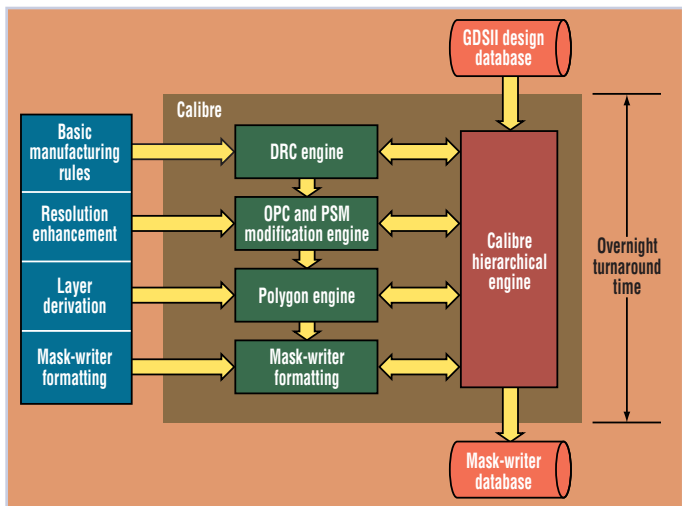 GDSII design
database
Calibre
Basic
manufacturing
rules
DRC engine
Resolution
enhancement
OPC and PSM
modification engine
Calibre
hierarchical
engine
Overnight
turnaround
time
Layer
derivation
Polygon engine
Mask-writer
formatting
Mask-writer
formatting
Mask-writer
database